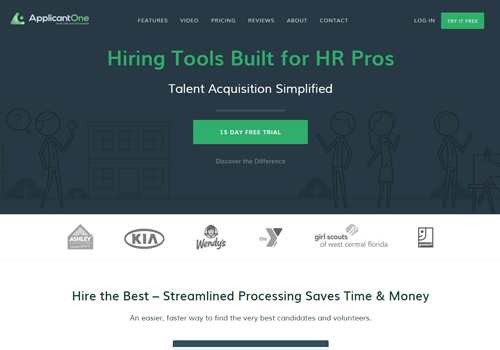 ApplicantOne
FEATURES VIDEO PRICING REVIEWS ABOUT CONTACT LOG IN TRY IT FREE
Hiring Tools Built for HR Pros
Talent Acquisition Simplified
15 DAY FREE TRIAL
Discover the Difference
ASHLEY
KIA
Wendy's
the Y
girl scouts
of west central florida
Hire the Best – Streamlined Processing Saves Time & Money
An easier, faster way to find the very best candidates and volunteers.